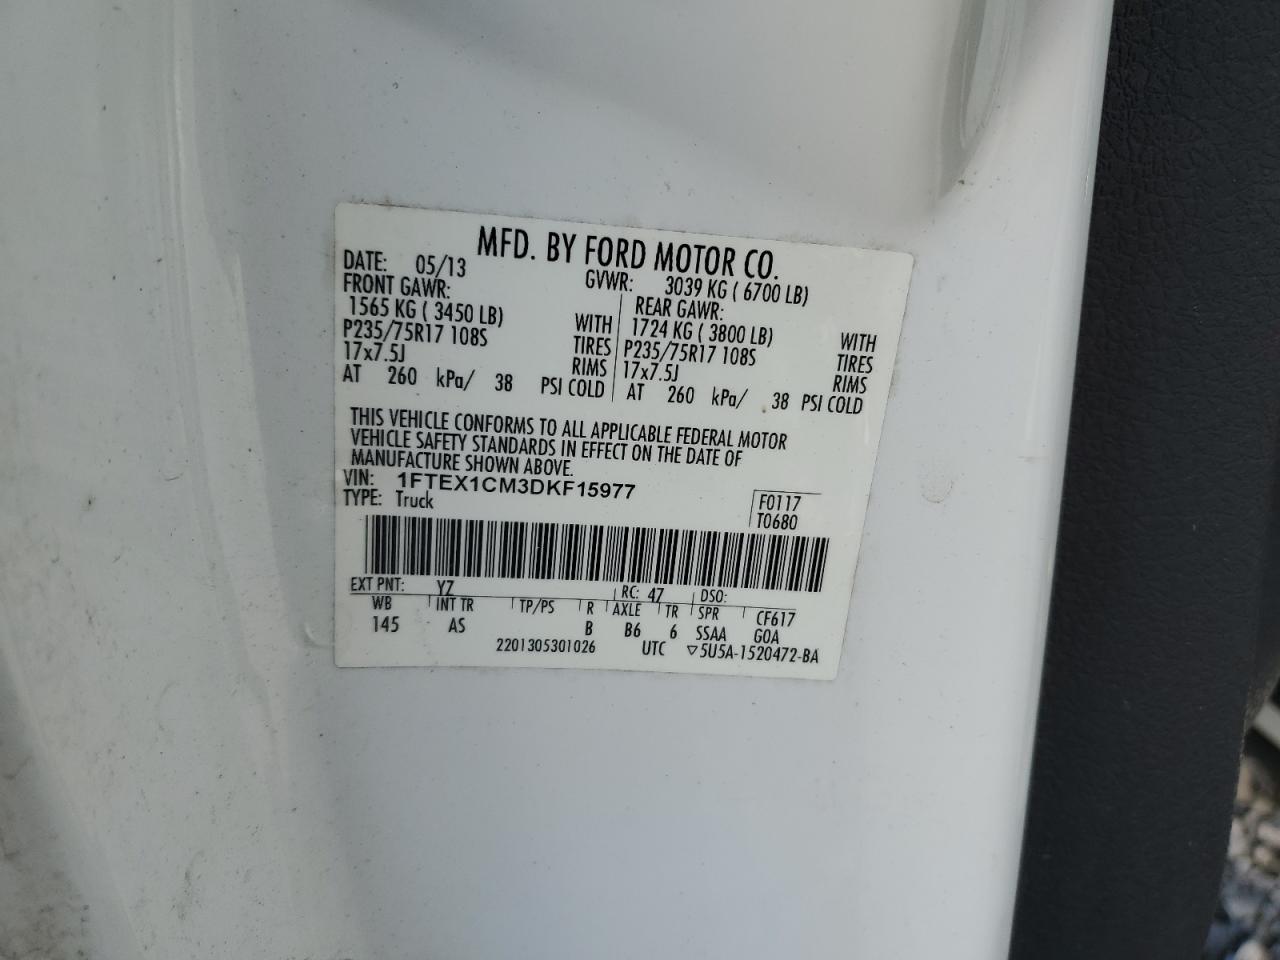 MFD. BY FORD MOTOR CO.
DATE: 05/13 GVWR: 3039 KG ( 6700 LB)
FRONT GAWR: REAR GAWR:
1565 KG ( 3450 LB) WITH 1724 KG ( 3800 LB) WITH
P235/75R17 108S TIRES P235/75R17 108S TIRES
17x7.5J RIMS 17x7.5J RIMS
AT 260 kPa/ 38 PSI COLD AT 260 kPa/ 38 PSI COLD
THIS VEHICLE CONFORMS TO ALL APPLICABLE FEDERAL MOTOR
VEHICLE SAFETY STANDARDS IN EFFECT ON THE DATE OF
MANUFACTURE SHOWN ABOVE.
VIN: 1FTEX1CM3DKF15977 F0117
TYPE: Truck T0680
EXT PNT: YZ RC: 47 DSO:
WB INT TR TP/PS R AXLE TR SPR CF617
145 AS B B6 6 SSAA GOA
2201305301026 UTC ▽5U5A-1520472-BA